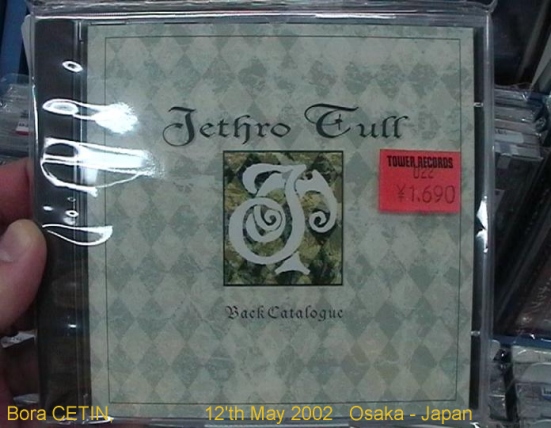 Jethro Tull
TOWER RECORDS
022
¥1.690
JT
Back Catalogue
Bora CETIN 12'th May 2002 Osaka - Japan